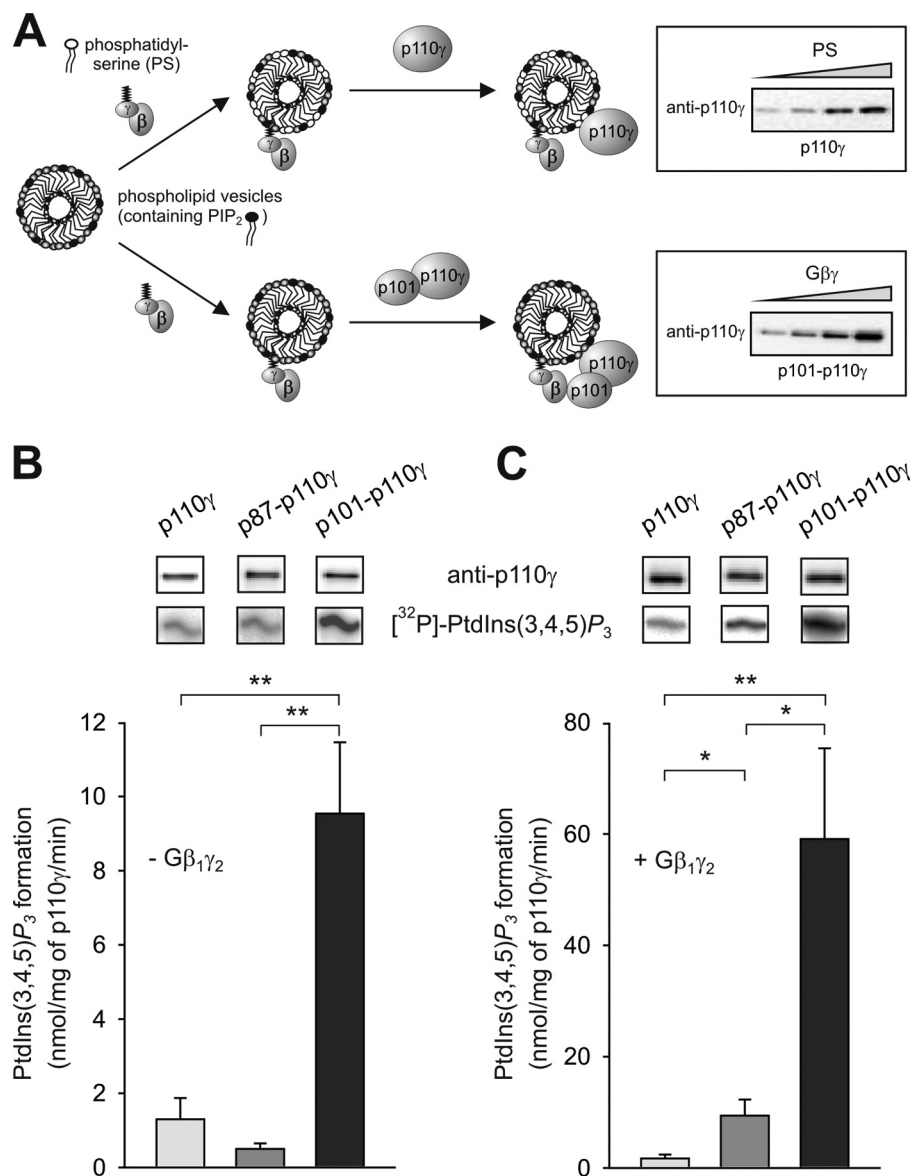 A
phosphatidyl-
serine (PS)
γ
β
p110γ
γ
β
p110γ
γ
β
PS
anti-p110γ
p110γ
phospholipid vesicles
(containing PIP2 )
γ
β
p101
p110γ
γ
β
p110γ
γ
β
p101
Gβγ
anti-p110γ
p101-p110γ
B
p110γ
p87-p110γ
p101-p110γ
C
p110γ
p87-p110γ
p101-p110γ
anti-p110γ
[32P]-PtdIns(3,4,5)P3
**
**
12
10
8
6
4
2
0
- Gβ1γ2
PtdIns(3,4,5)P3 formation
(nmol/mg of p110γ/min)
**
*
*
80
60
40
20
0
+ Gβ1γ2
PtdIns(3,4,5)P3 formation
(nmol/mg of p110γ/min)